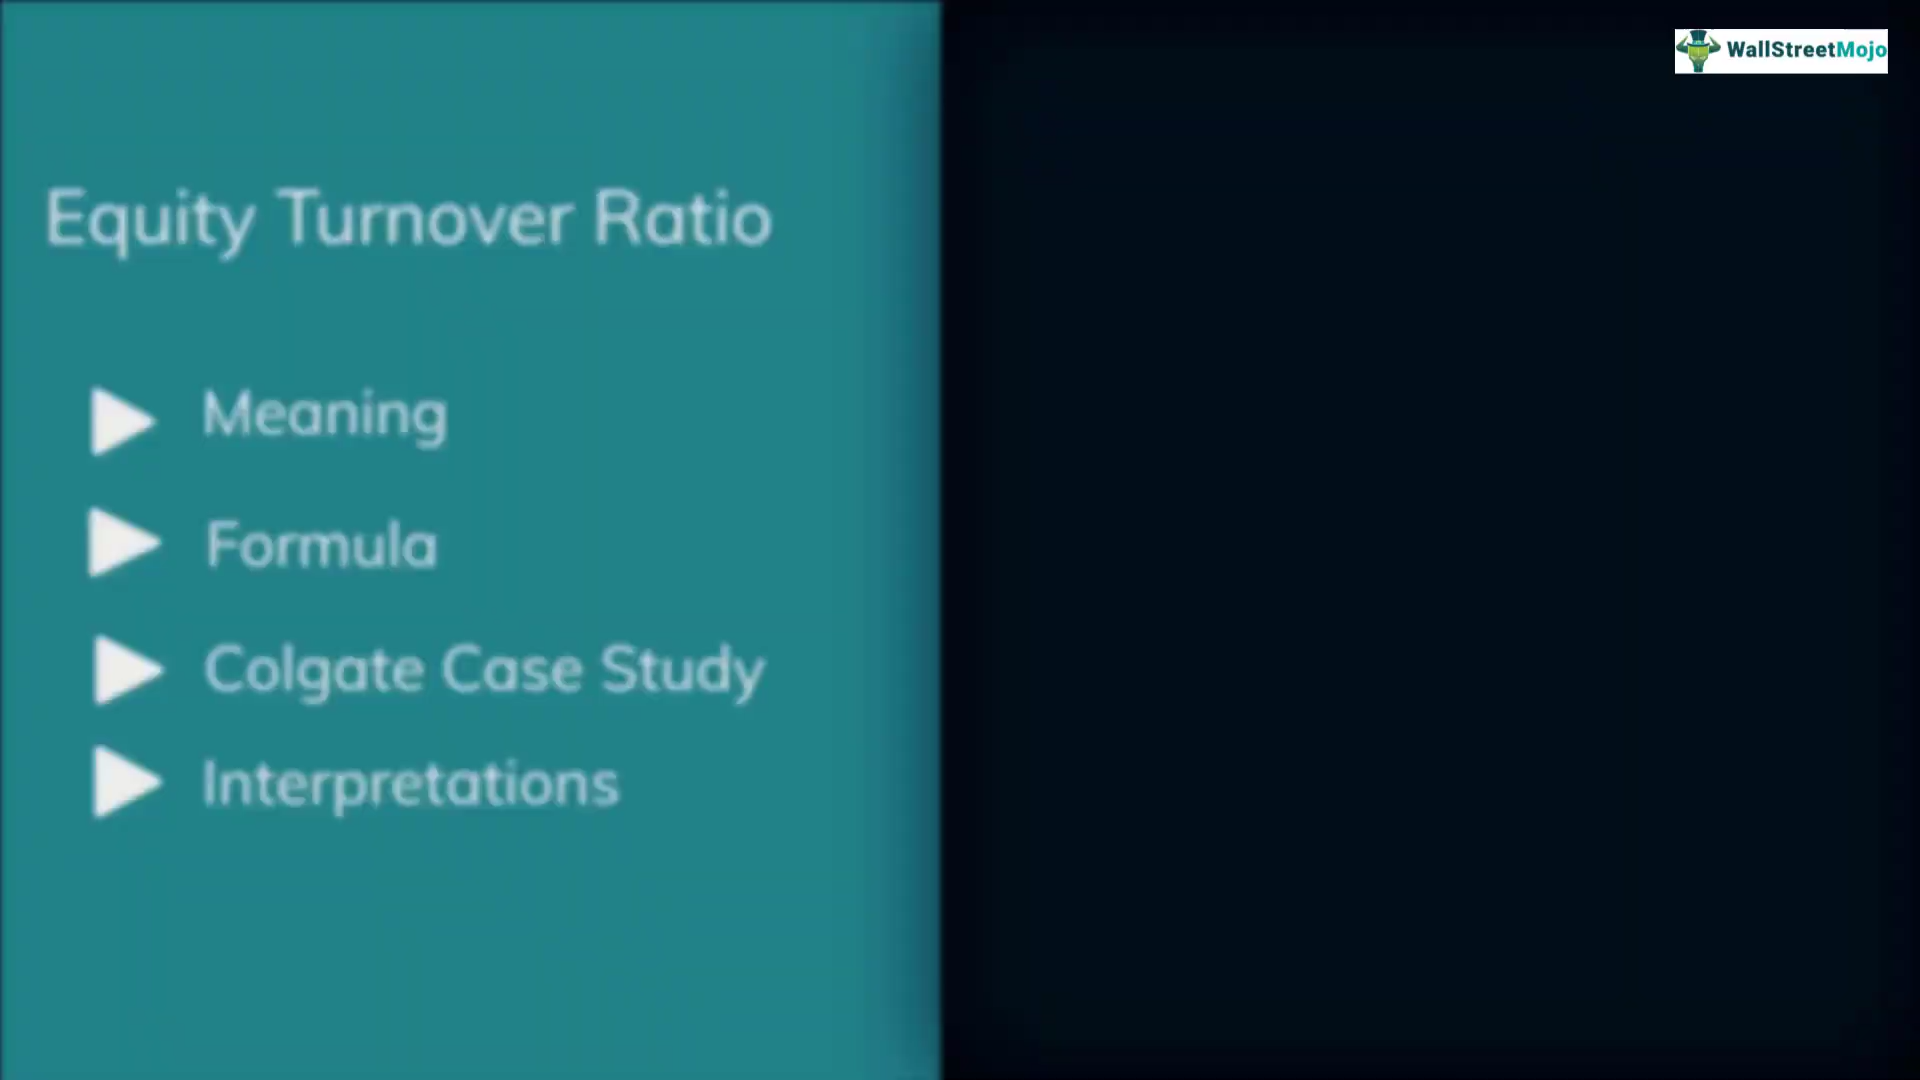 WallStreetMojo
Equity Turnover Ratio
Meaning
Formula
Colgate Case Study
Interpretations